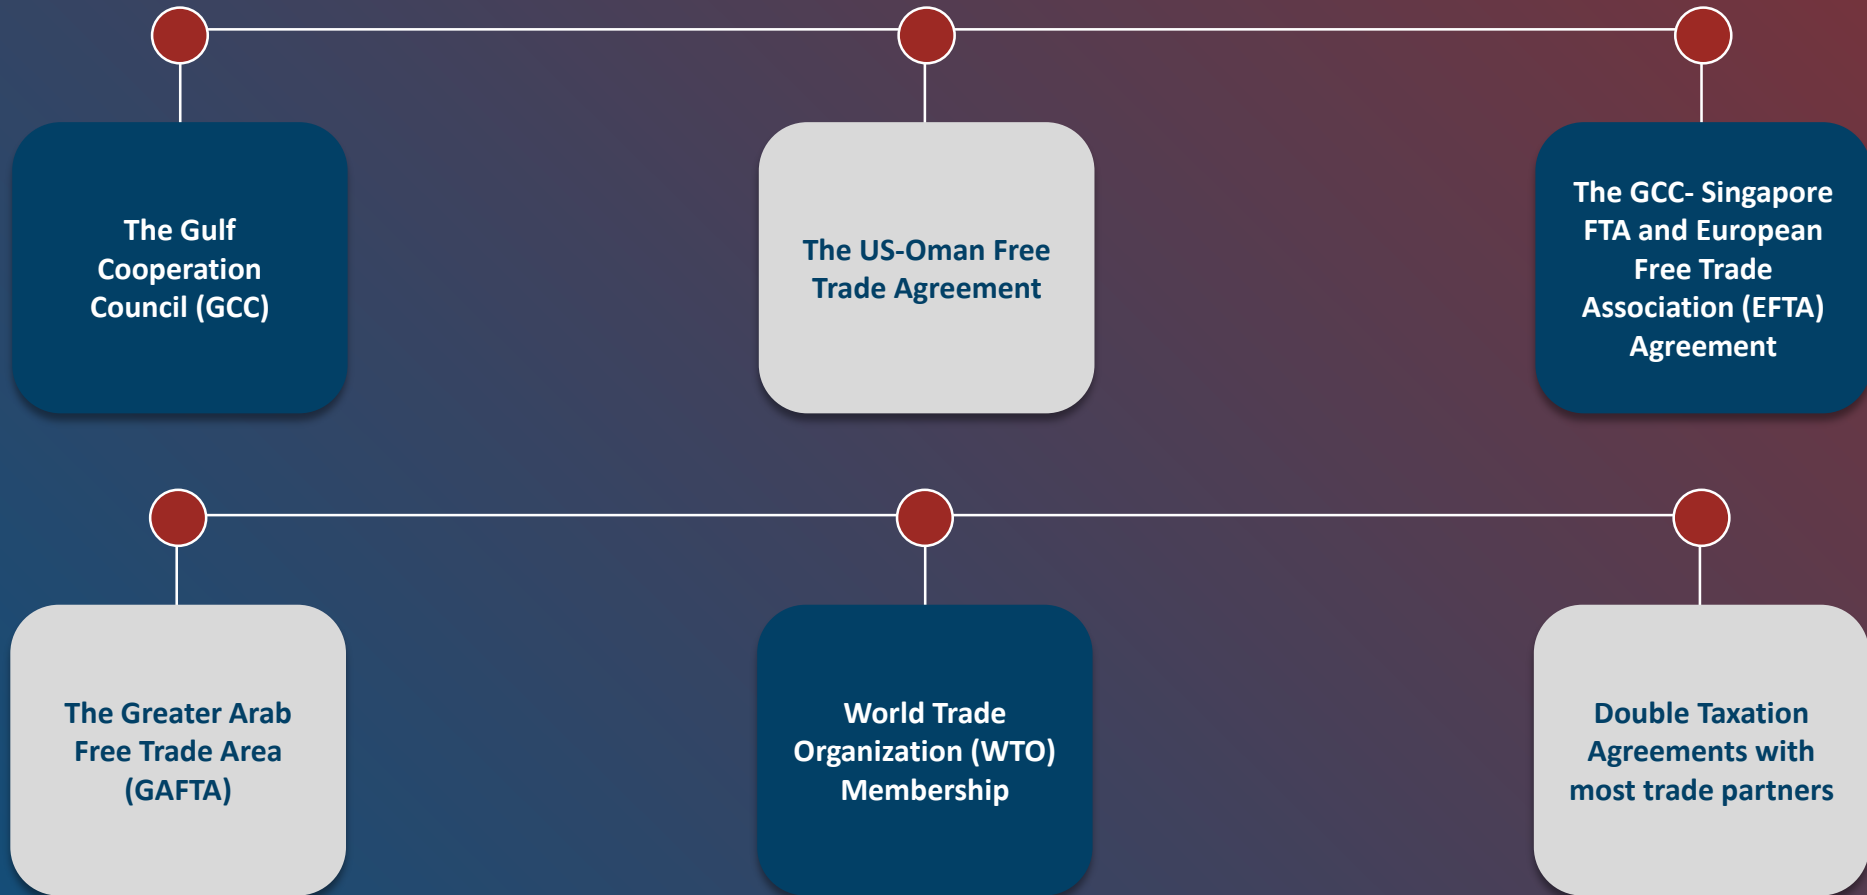 The Gulf
Cooperation
Council (GCC)
The US-Oman Free
Trade Agreement
The GCC- Singapore
FTA and European
Free Trade
Association (EFTA)
Agreement
The Greater Arab
Free Trade Area
(GAFTA)
World Trade
Organization (WTO)
Membership
Double Taxation
Agreements with
most trade partners